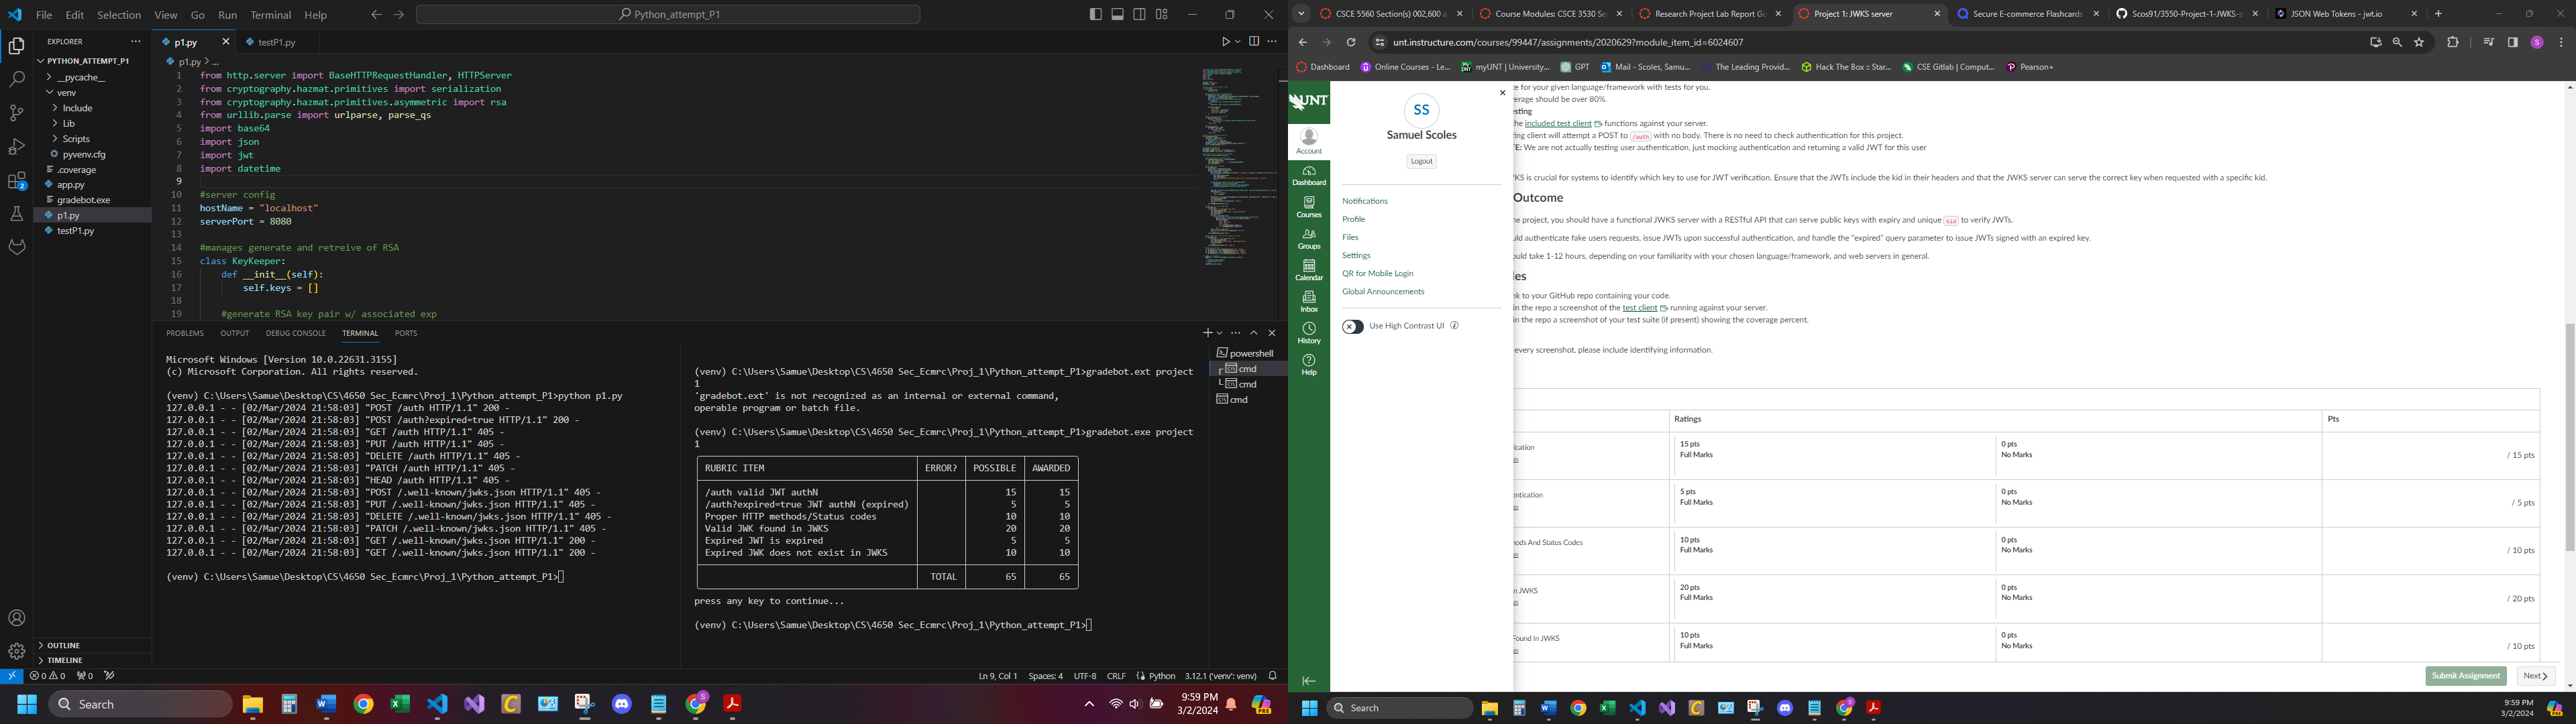 File Edit Selection View Go Run Terminal Help
Python_attempt_P1
EXPLORER
PYTHON_ATTEMPT_P1
__pycache__
venv
Include
Lib
Scripts
pyvenv.cfg
.coverage
app.py
gradebot.exe
p1.py
testP1.py
OUTLINE
TIMELINE
2
p1.py
testP1.py
p1.py > ...
1 from http.server import BaseHTTPRequestHandler, HTTPServer
2 from cryptography.hazmat.primitives import serialization
3 from cryptography.hazmat.primitives.asymmetric import rsa
4 from urllib.parse import urlparse, parse_qs
5 import base64
6 import json
7 import jwt
8 import datetime
9
10 #server config
11 hostName = "localhost"
12 serverPort = 8080
13
14 #manages generate and retreive of RSA
15 class KeyKeeper:
16 def __init__(self):
17 self.keys = []
18
19 #generate RSA key pair w/ associated exp
PROBLEMS OUTPUT DEBUG CONSOLE TERMINAL PORTS
Microsoft Windows [Version 10.0.22631.3155]
(c) Microsoft Corporation. All rights reserved.
(venv) C:\Users\Samue\Desktop\CS\4650 Sec_Ecmrc\Proj_1\Python_attempt_P1>python p1.py
127.0.0.1 - - [02/Mar/2024 21:58:03] "POST /auth HTTP/1.1" 200 -
127.0.0.1 - - [02/Mar/2024 21:58:03] "POST /auth?expired=true HTTP/1.1" 200 -
127.0.0.1 - - [02/Mar/2024 21:58:03] "GET /auth HTTP/1.1" 405 -
127.0.0.1 - - [02/Mar/2024 21:58:03] "PUT /auth HTTP/1.1" 405 -
127.0.0.1 - - [02/Mar/2024 21:58:03] "DELETE /auth HTTP/1.1" 405 -
127.0.0.1 - - [02/Mar/2024 21:58:03] "PATCH /auth HTTP/1.1" 405 -
127.0.0.1 - - [02/Mar/2024 21:58:03] "HEAD /auth HTTP/1.1" 405 -
127.0.0.1 - - [02/Mar/2024 21:58:03] "POST /.well-known/jwks.json HTTP/1.1" 405 -
127.0.0.1 - - [02/Mar/2024 21:58:03] "PUT /.well-known/jwks.json HTTP/1.1" 405 -
127.0.0.1 - - [02/Mar/2024 21:58:03] "DELETE /.well-known/jwks.json HTTP/1.1" 405 -
127.0.0.1 - - [02/Mar/2024 21:58:03] "PATCH /.well-known/jwks.json HTTP/1.1" 405 -
127.0.0.1 - - [02/Mar/2024 21:58:03] "GET /.well-known/jwks.json HTTP/1.1" 200 -
127.0.0.1 - - [02/Mar/2024 21:58:03] "GET /.well-known/jwks.json HTTP/1.1" 200 -
(venv) C:\Users\Samue\Desktop\CS\4650 Sec_Ecmrc\Proj_1\Python_attempt_P1>
(venv) C:\Users\Samue\Desktop\CS\4650 Sec_Ecmrc\Proj_1\Python_attempt_P1>gradebot.ext project
1
'gradebot.ext' is not recognized as an internal or external command,
operable program or batch file.
(venv) C:\Users\Samue\Desktop\CS\4650 Sec_Ecmrc\Proj_1\Python_attempt_P1>gradebot.exe project
1
RUBRIC ITEM ERROR? POSSIBLE AWARDED
/auth valid JWT authN 15 15
/auth?expired=true JWT authN (expired) 5 5
Proper HTTP methods/Status codes 10 10
Valid JWK found in JWKS 20 20
Expired JWT is expired 5 5
Expired JWK does not exist in JWKS 10 10
TOTAL 65 65
press any key to continue...
(venv) C:\Users\Samue\Desktop\CS\4650 Sec_Ecmrc\Proj_1\Python_attempt_P1>
powershell
cmd
cmd
cmd
0 0 0
Ln 9, Col 1 Spaces: 4 UTF-8 CRLF Python 3.12.1 ('venv': venv)
Search
9:59 PM
3/2/2024
CSCE 5560 Section(s) 002,600
Course Modules: CSCE 3530 Se
Research Project Lab Report Gu
Project 1: JWKS server
Secure E-commerce Flashcards
Scos91/3550-Project-1-JWKS-s
JSON Web Tokens - jwt.io
unt.instructure.com/courses/99447/assignments/2020629?module_item_id=6024607
Dashboard
Online Courses - Le...
myUNT | University...
GPT
Mail - Scoles, Samu...
The Leading Provid...
Hack The Box :: Star...
CSE Gitlab | Comput...
Pearson+
UNT
Account
Dashboard
Courses
Groups
Calendar
Inbox
History
Help
SS
Samuel Scoles
Logout
Notifications
Profile
Files
Settings
QR for Mobile Login
Global Announcements
Use High Contrast UI
e for your given language/framework with tests for you.
erage should be over 80%.
sting
the included test client functions against your server.
ting client will attempt a POST to /auth with no body. There is no need to check authentication for this project.
TE: We are not actually testing user authentication, just mocking authentication and returning a valid JWT for this user
VKS is crucial for systems to identify which key to use for JWT verification. Ensure that the JWTs include the kid in their headers and that the JWKS server can serve the correct key when requested with a specific kid.
Outcome
he project, you should have a functional JWKS server with a RESTful API that can serve public keys with expiry and unique kid to verify JWTs.
uld authenticate fake users requests, issue JWTs upon successful authentication, and handle the "expired" query parameter to issue JWTs signed with an expired key.
ould take 1-12 hours, depending on your familiarity with your chosen language/framework, and web servers in general.
les
nk to your GitHub repo containing your code.
in the repo a screenshot of the test client running against your server.
in the repo a screenshot of your test suite (if present) showing the coverage percent.
every screenshot, please include identifying information.
Ratings Pts
ication
15 pts
Full Marks
0 pts
No Marks
/ 15 pts
entication
5 pts
Full Marks
0 pts
No Marks
/ 5 pts
hods And Status Codes
10 pts
Full Marks
0 pts
No Marks
/ 10 pts
n JWKS
20 pts
Full Marks
0 pts
No Marks
/ 20 pts
Found In JWKS
10 pts
Full Marks
0 pts
No Marks
/ 10 pts
Submit Assignment
Next
Search
9:59 PM
3/2/2024